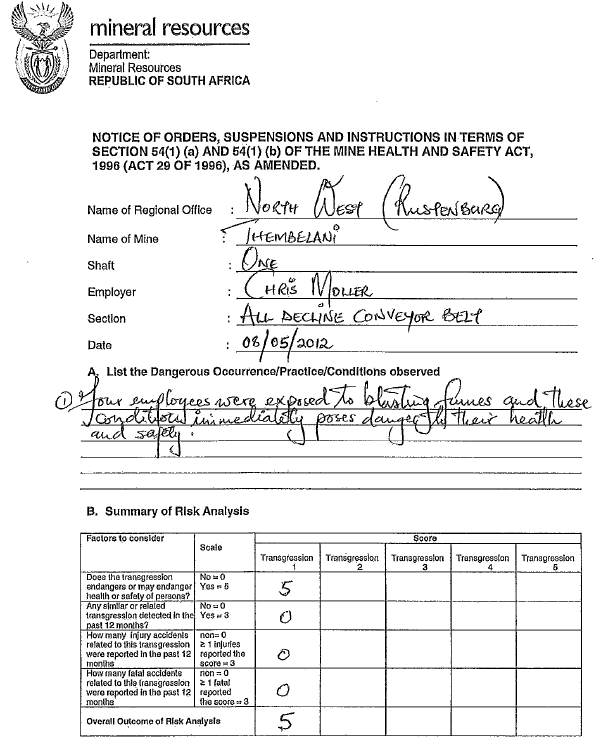 mineral resources
Department:
Mineral Resources
REPUBLIC OF SOUTH AFRICA
NOTICE OF ORDERS, SUSPENSIONS AND INSTRUCTIONS IN TERMS OF
SECTION 54(1) (a) AND 54(1) (b) OF THE MINE HEALTH AND SAFETY ACT,
1996 (ACT 29 OF 1996), AS AMENDED.
Name of Regional Office : NORTH WEST (RUSTENBURG)
Name of Mine : THEMBELANI
Shaft : ONE
Employer : CHRIS MOLLER
Section : ALL DECLINE CONVEYOR BELT
Date : 08/05/2012
A. List the Dangerous Occurrence/Practice/Conditions observed
① Your employees were exposed to blasting fumes and these
conditions immediately poses danger to their health
and safety.
B. Summary of Risk Analysis
Factors to consider Scale Score
Transgression 1 Transgression 2 Transgression 3 Transgression 4 Transgression 5
Does the transgression No = 0
endangers or may endanger Yes = 5 5
health or safety of persons?
Any similar or related No = 0
transgression detected in the Yes = 3 0
past 12 months?
How many injury accidents non= 0
related to this transgression ≥ 1 injuries
were reported in the past 12 reported the 0
months score = 3
How many fatal accidents non = 0
related to this transgression ≥ 1 fatal
were reported in the past 12 reported 0
months the score = 3
Overall Outcome of Risk Analysis 5